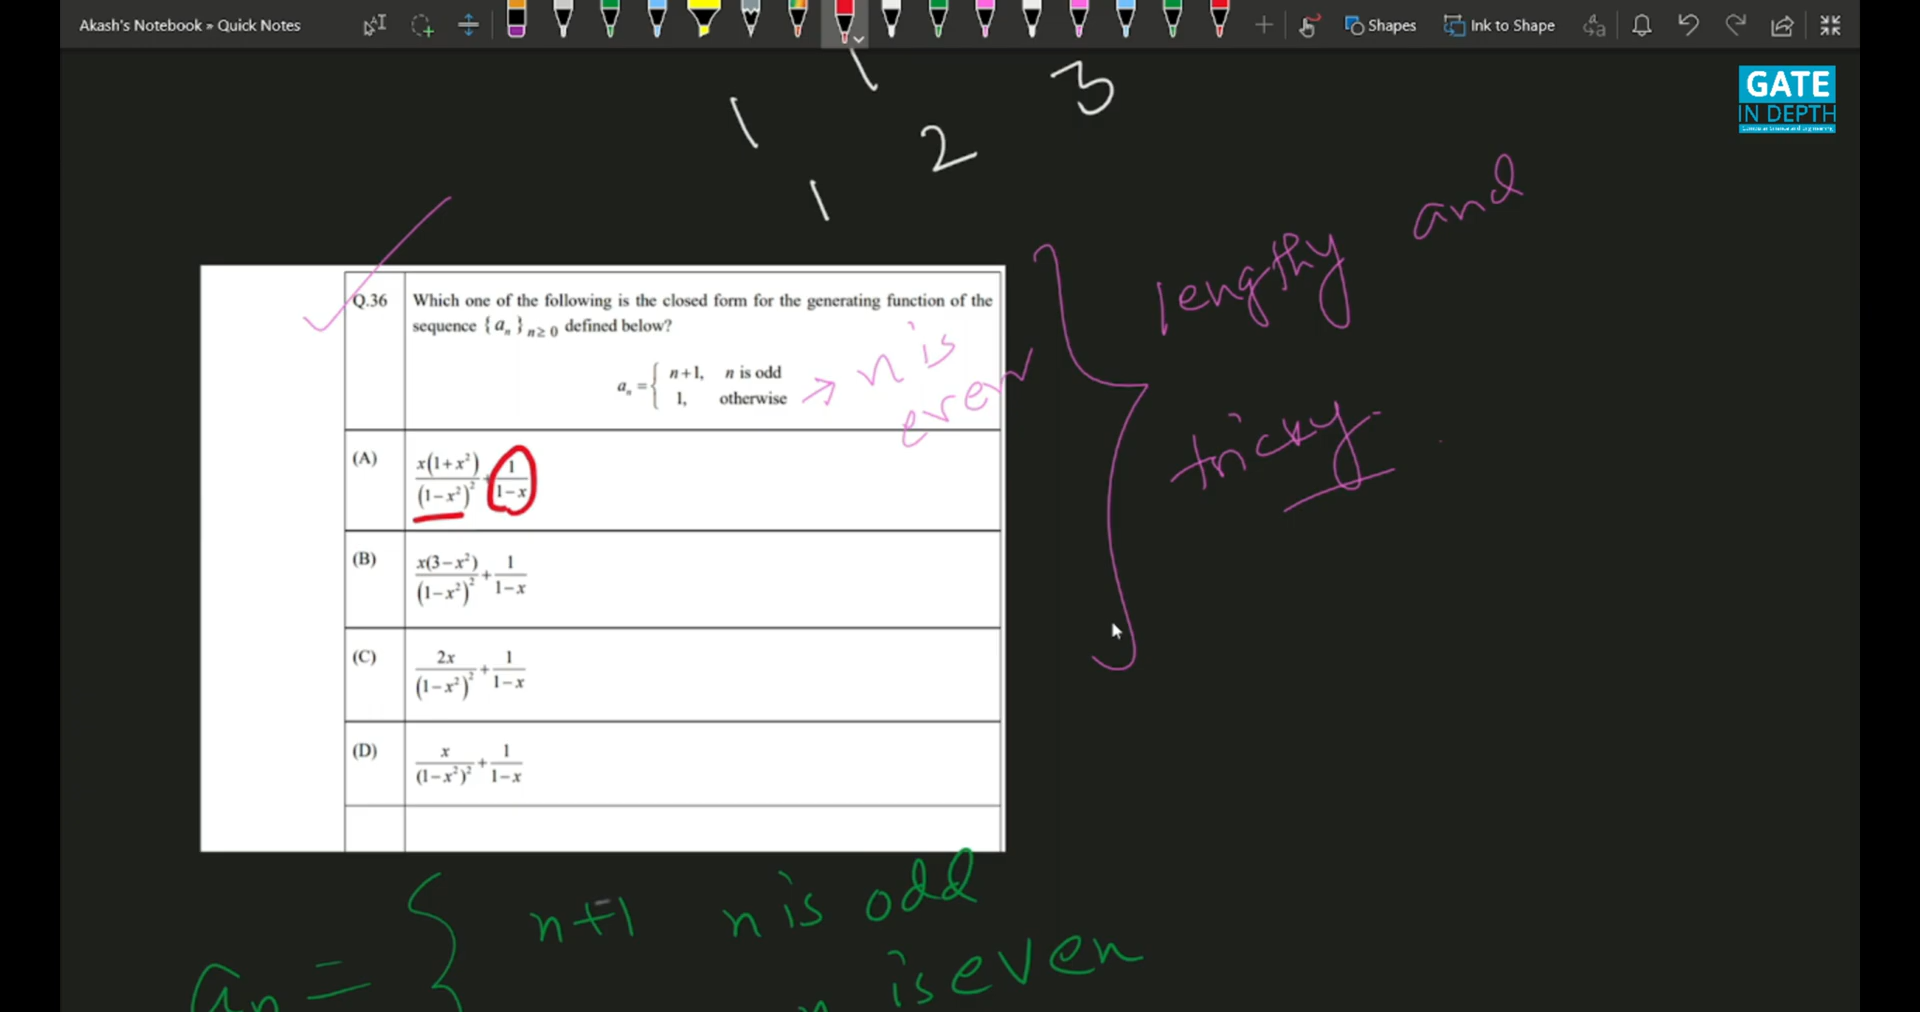 Akash's Notebook » Quick Notes
Shapes
Ink to Shape
GATE
IN DEPTH
1
1 3
2
1
lengthy and
tricky
Q.36 Which one of the following is the closed form for the generating function of the
sequence {aₙ}ₙ≥₀ defined below?
aₙ = { n+1, n is odd
1, otherwise → n is
even
(A) x(1+x²)/(1−x²)² 1/(1−x)
(B) x(3−x²)/(1−x²)² + 1/(1−x)
(C) 2x/(1−x²)² + 1/(1−x)
(D) x/(1−x²)² + 1/(1−x)
aₙ = { n+1 n is odd
n is even